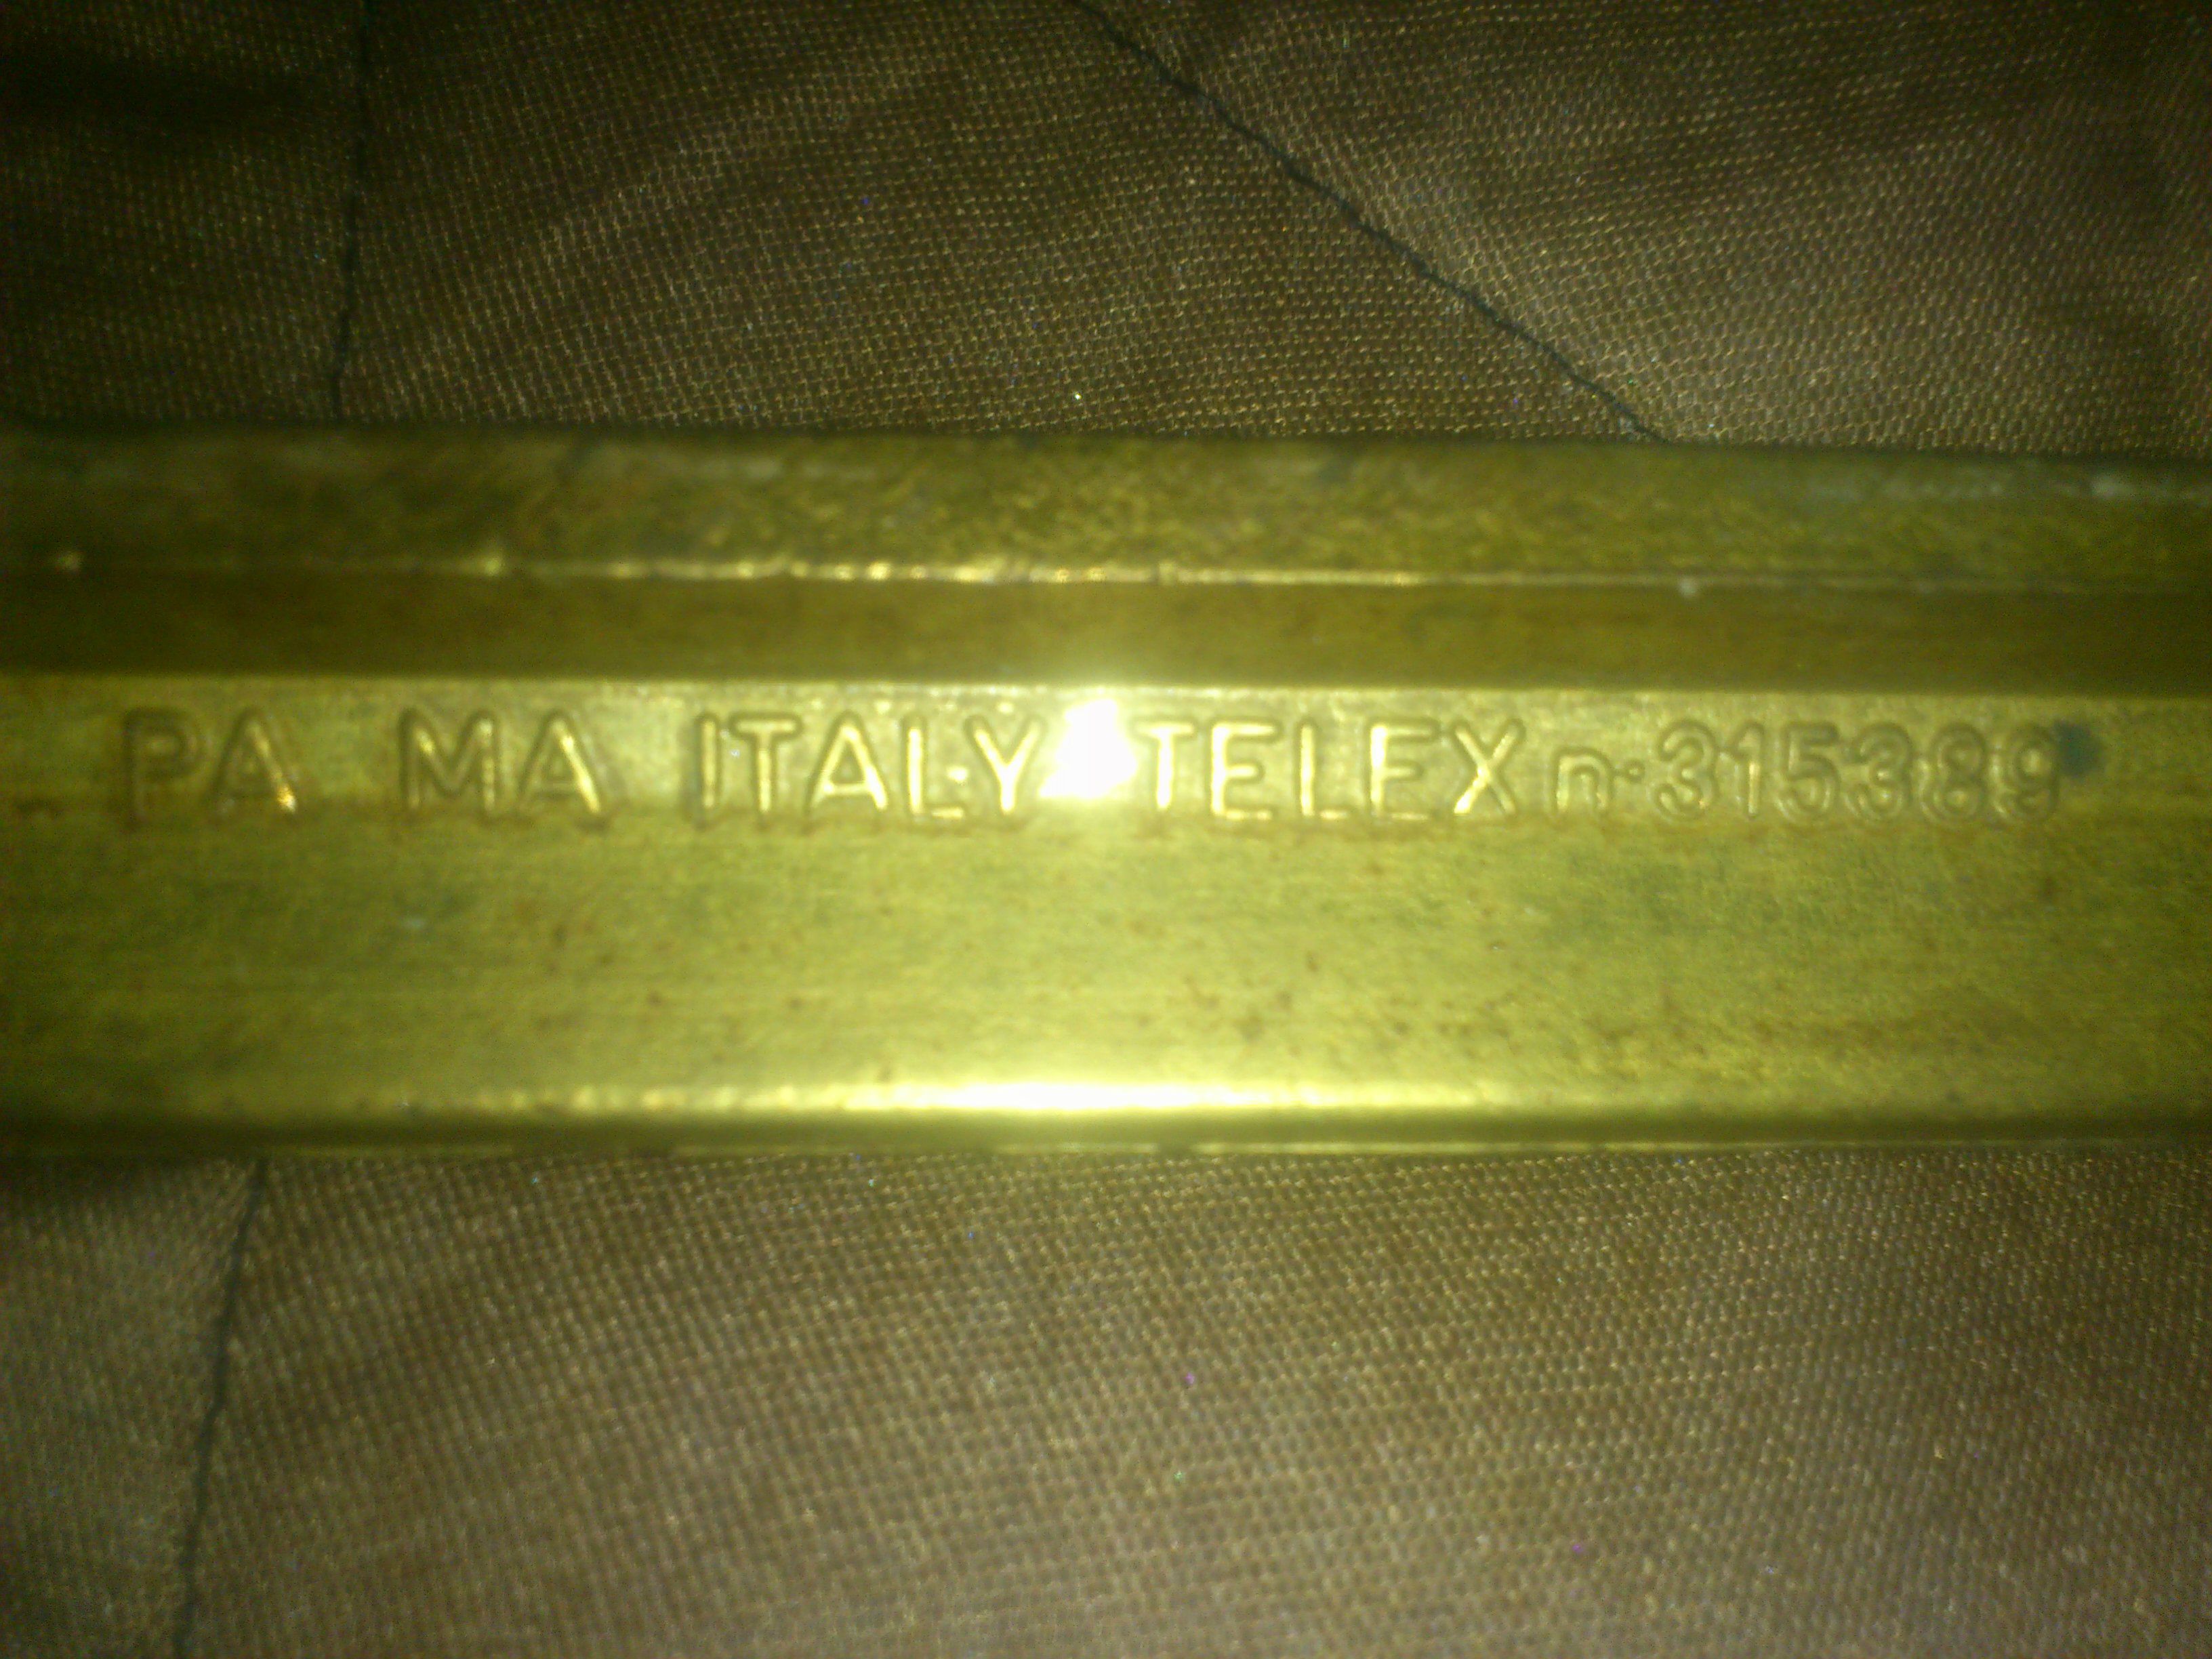 PA MA ITALY TELEX n. 315389